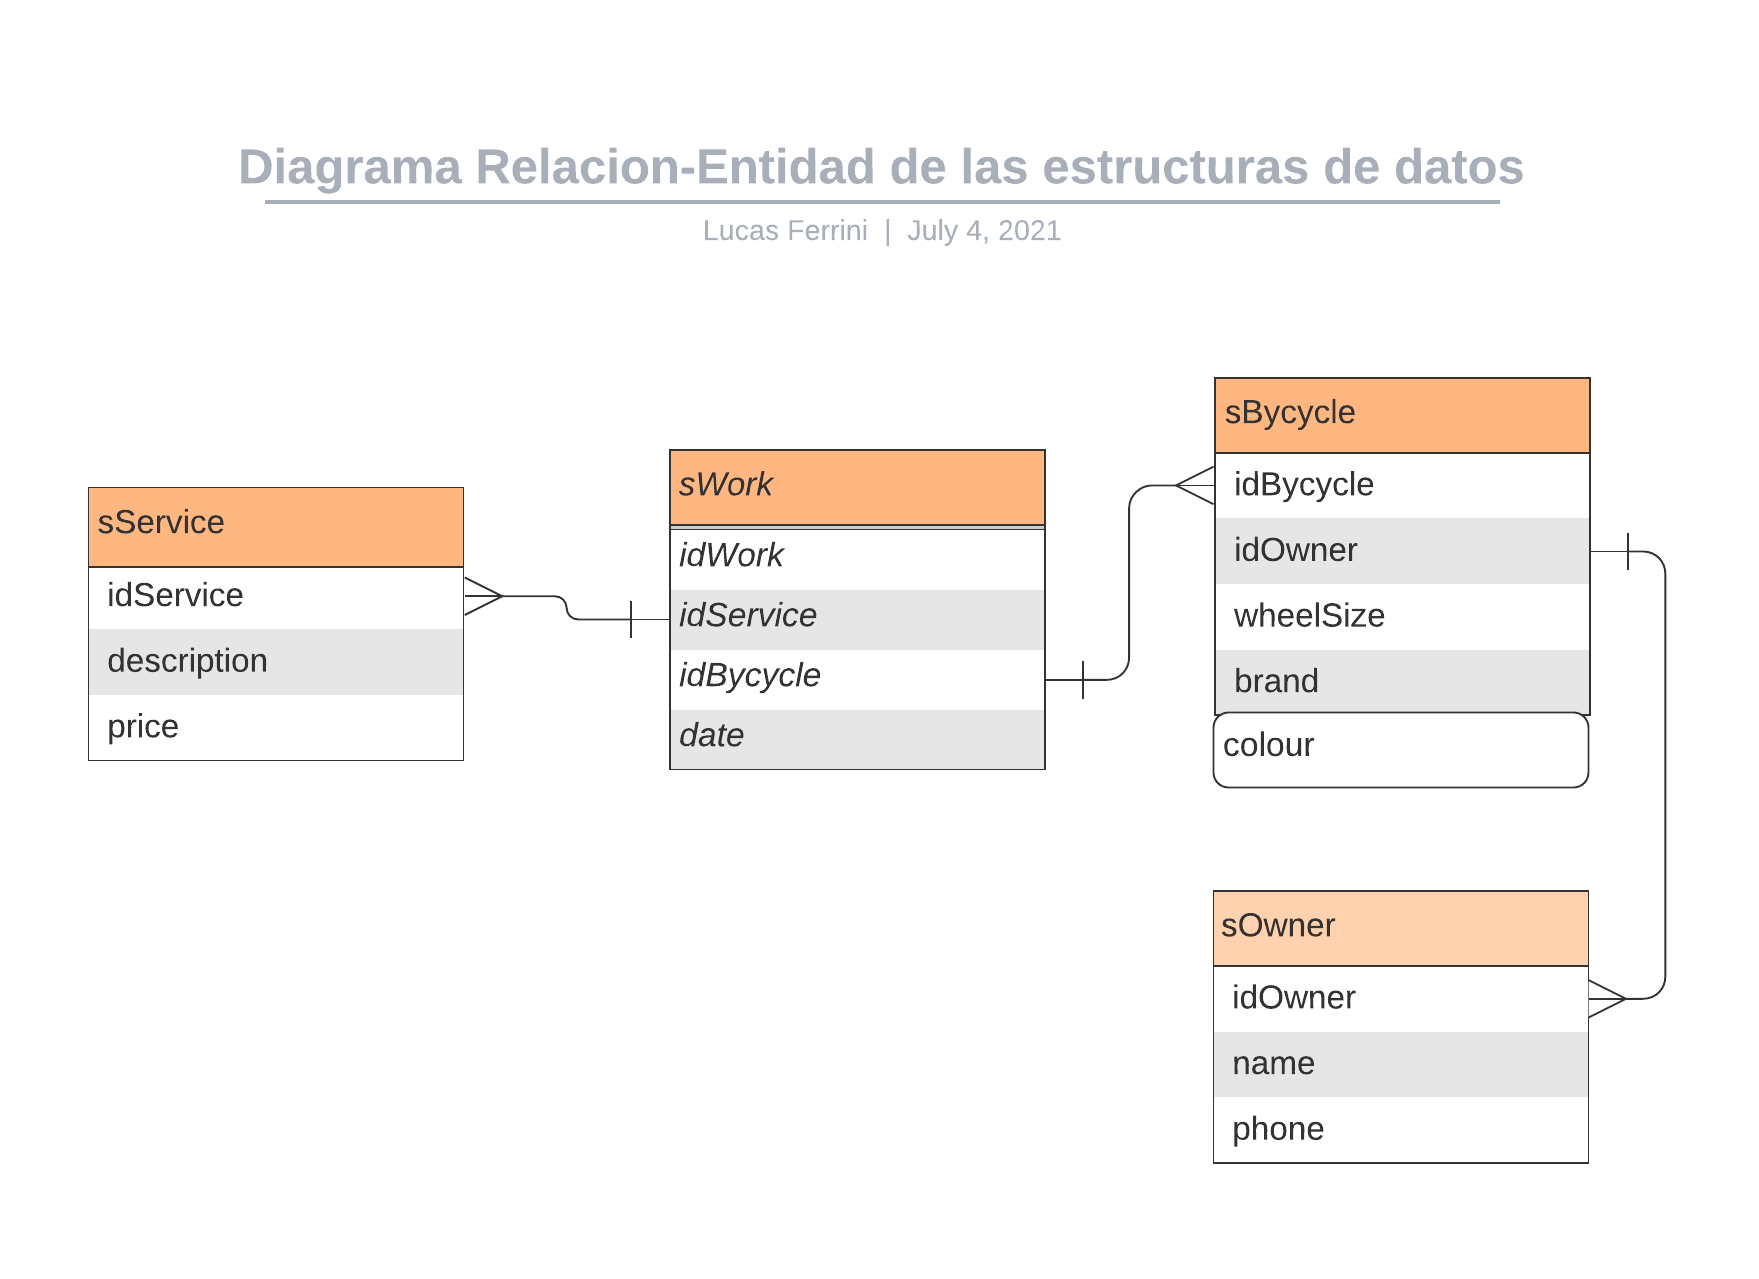 Diagrama Relacion-Entidad de las estructuras de datos
Lucas Ferrini | July 4, 2021
sService
idService
description
price
sWork
idWork
idService
idBycycle
date
sBycycle
idBycycle
idOwner
wheelSize
brand
colour
sOwner
idOwner
name
phone